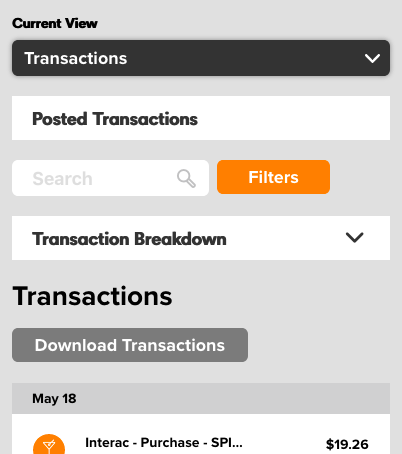 Current View
Transactions
Posted Transactions
Search
Filters
Transaction Breakdown
Transactions
Download Transactions
May 18
Interac - Purchase - SPI...
$19.26